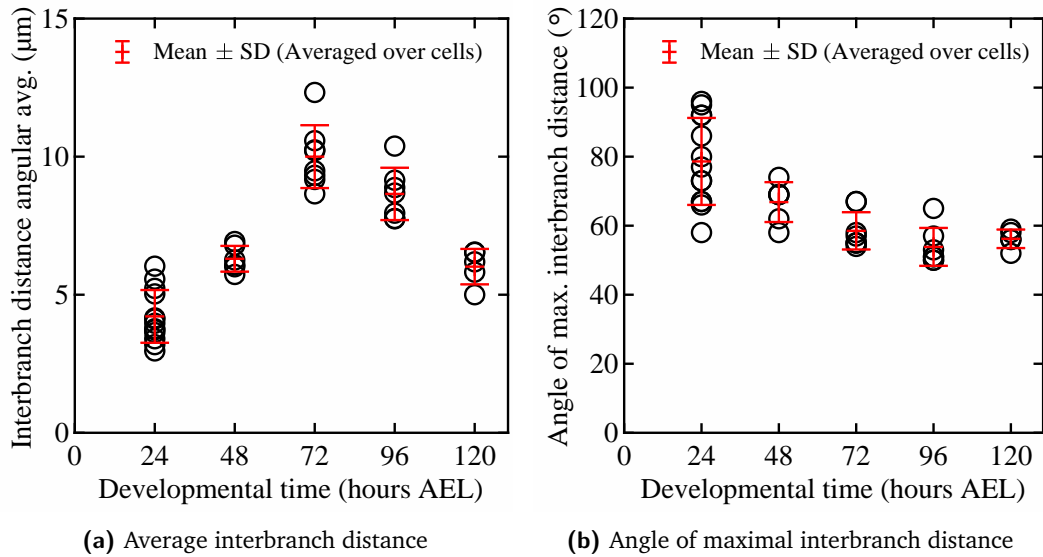 Interbranch distance angular avg. (µm)
15
10
5
0
Mean ± SD (Averaged over cells)
0 24 48 72 96 120
Developmental time (hours AEL)
(a) Average interbranch distance
Angle of max. interbranch distance (°)
120
100
80
60
40
20
0
Mean ± SD (Averaged over cells)
0 24 48 72 96 120
Developmental time (hours AEL)
(b) Angle of maximal interbranch distance